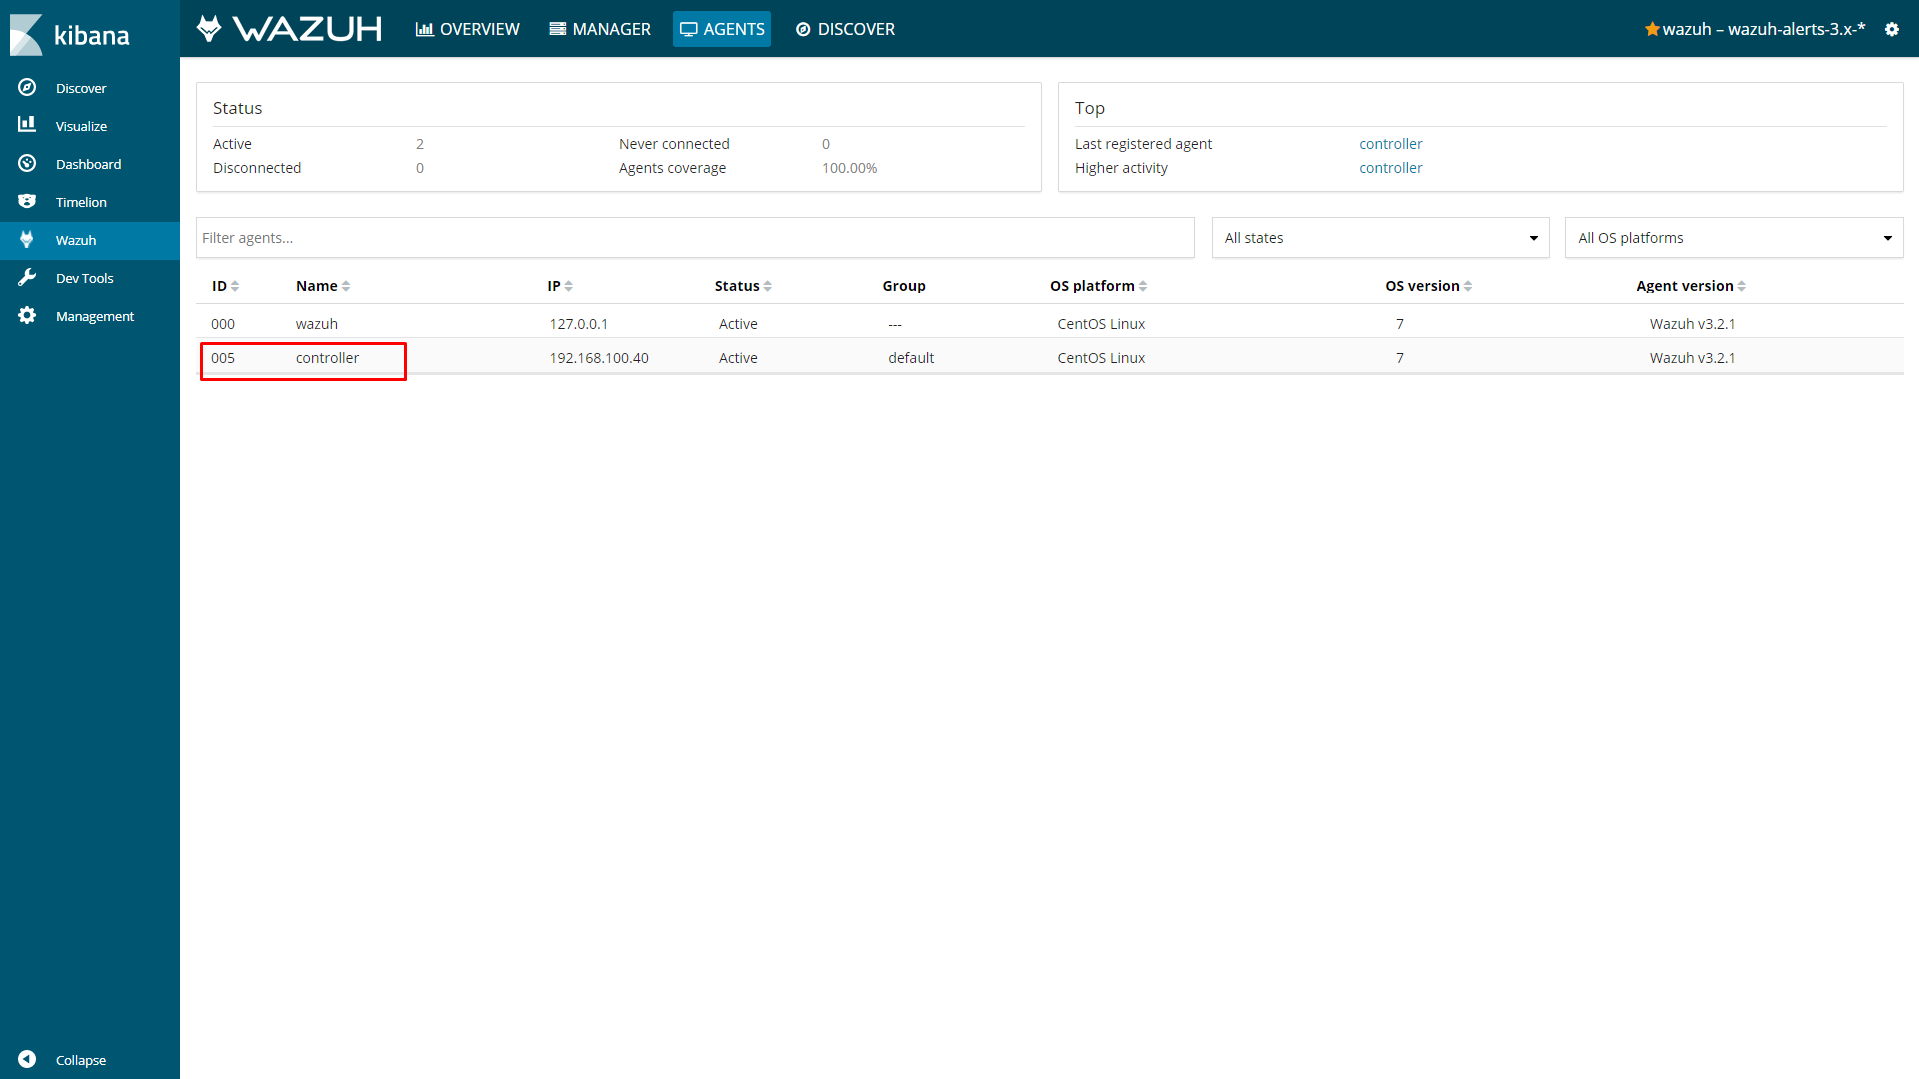 kibana
Discover
Visualize
Dashboard
Timelion
Wazuh
Dev Tools
Management
Collapse
WAZUH OVERVIEW MANAGER AGENTS DISCOVER wazuh – wazuh-alerts-3.x-*
Status
Active 2 Never connected 0
Disconnected 0 Agents coverage 100.00%
Top
Last registered agent controller
Higher activity controller
Filter agents... All states All OS platforms
ID Name IP Status Group OS platform OS version Agent version
000 wazuh 127.0.0.1 Active --- CentOS Linux 7 Wazuh v3.2.1
005 controller 192.168.100.40 Active default CentOS Linux 7 Wazuh v3.2.1